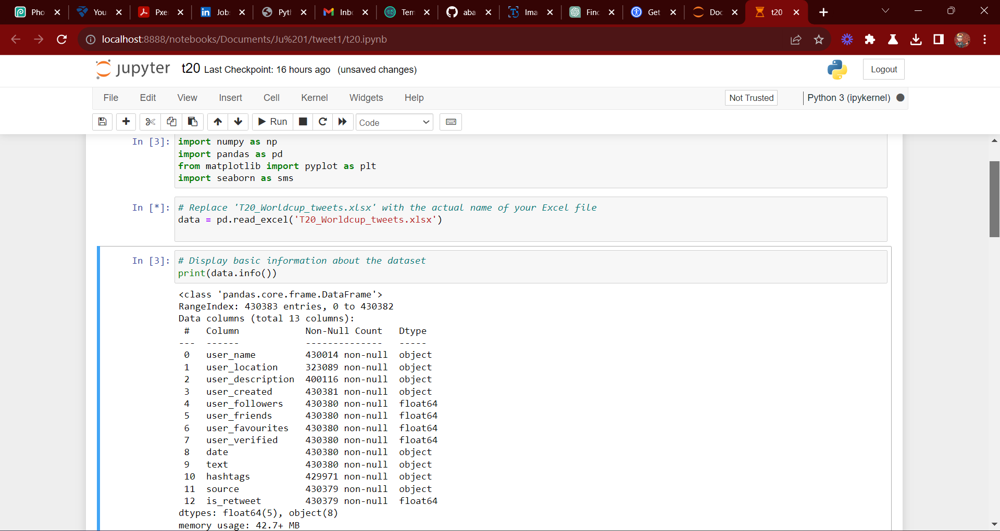 Pho
You
Pxe
Job
Pyt
Inb
Tem
aba
Ima
Finc
Get
Doc
t20
localhost:8888/notebooks/Documents/Ju%201/tweet1/t20.ipynb
jupyter t20 Last Checkpoint: 16 hours ago (unsaved changes)
Logout
File Edit View Insert Cell Kernel Widgets Help
Not Trusted
Python 3 (ipykernel)
Run
Code
In [3]: import numpy as np
import pandas as pd
from matplotlib import pyplot as plt
import seaborn as sms
In [*]: # Replace 'T20_Worldcup_tweets.xlsx' with the actual name of your Excel file
data = pd.read_excel('T20_Worldcup_tweets.xlsx')
In [3]: # Display basic information about the dataset
print(data.info())
<class 'pandas.core.frame.DataFrame'>
RangeIndex: 430383 entries, 0 to 430382
Data columns (total 13 columns):
# Column Non-Null Count Dtype
--- ------ -------------- -----
0 user_name 430014 non-null object
1 user_location 323089 non-null object
2 user_description 400116 non-null object
3 user_created 430381 non-null object
4 user_followers 430380 non-null float64
5 user_friends 430380 non-null float64
6 user_favourites 430380 non-null float64
7 user_verified 430380 non-null float64
8 date 430380 non-null object
9 text 430380 non-null object
10 hashtags 429971 non-null object
11 source 430379 non-null object
12 is_retweet 430379 non-null float64
dtypes: float64(5), object(8)
memory usage: 42.7+ MB